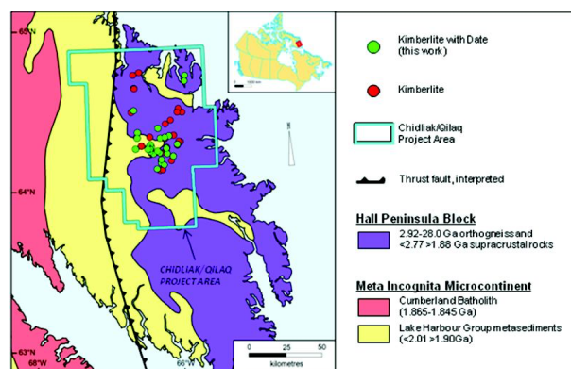 65°N
64°N
63°N
66°W
68°W
CHIDLIAK/QILAQ
PROJECT AREA
0 25 50
kilometres
Kimberlite with Date
(this work)
Kimberlite
Chidliak/Qilaq
Project Area
Thrust fault, interpreted
Hall Peninsula Block
2.92-28.0 Ga orthogneiss and
<2.77>1.88 Ga supracrustal rocks
Meta Incognita Microcontinent
Cumberland Batholith
(1.865-1.845 Ga)
Lake Harbour Group metasediments
(<2.01>1.90Ga)